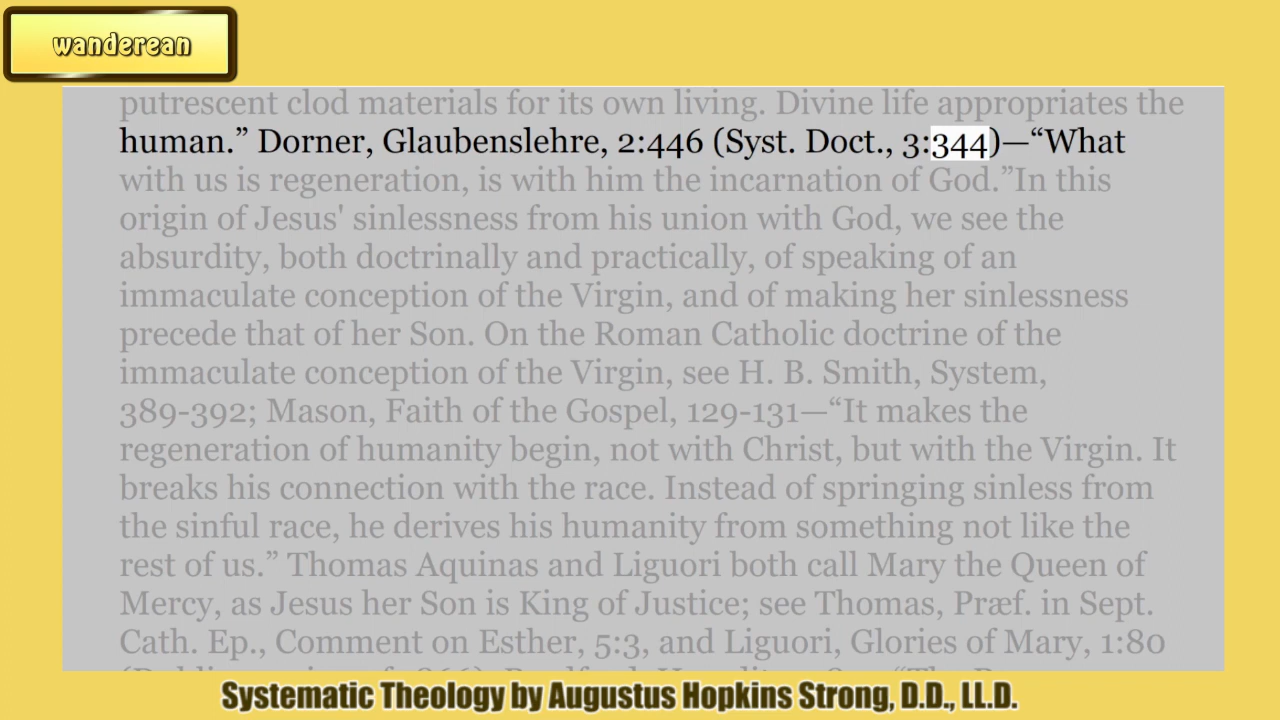 wanderean
putrescent clod materials for its own living. Divine life appropriates the
human.” Dorner, Glaubenslehre, 2:446 (Syst. Doct., 3:344)—“What
with us is regeneration, is with him the incarnation of God.”In this
origin of Jesus' sinlessness from his union with God, we see the
absurdity, both doctrinally and practically, of speaking of an
immaculate conception of the Virgin, and of making her sinlessness
precede that of her Son. On the Roman Catholic doctrine of the
immaculate conception of the Virgin, see H. B. Smith, System,
389-392; Mason, Faith of the Gospel, 129-131—“It makes the
regeneration of humanity begin, not with Christ, but with the Virgin. It
breaks his connection with the race. Instead of springing sinless from
the sinful race, he derives his humanity from something not like the
rest of us.” Thomas Aquinas and Liguori both call Mary the Queen of
Mercy, as Jesus her Son is King of Justice; see Thomas, Præf. in Sept.
Cath. Ep., Comment on Esther, 5:3, and Liguori, Glories of Mary, 1:80
Systematic Theology by Augustus Hopkins Strong, D.D., LL.D.